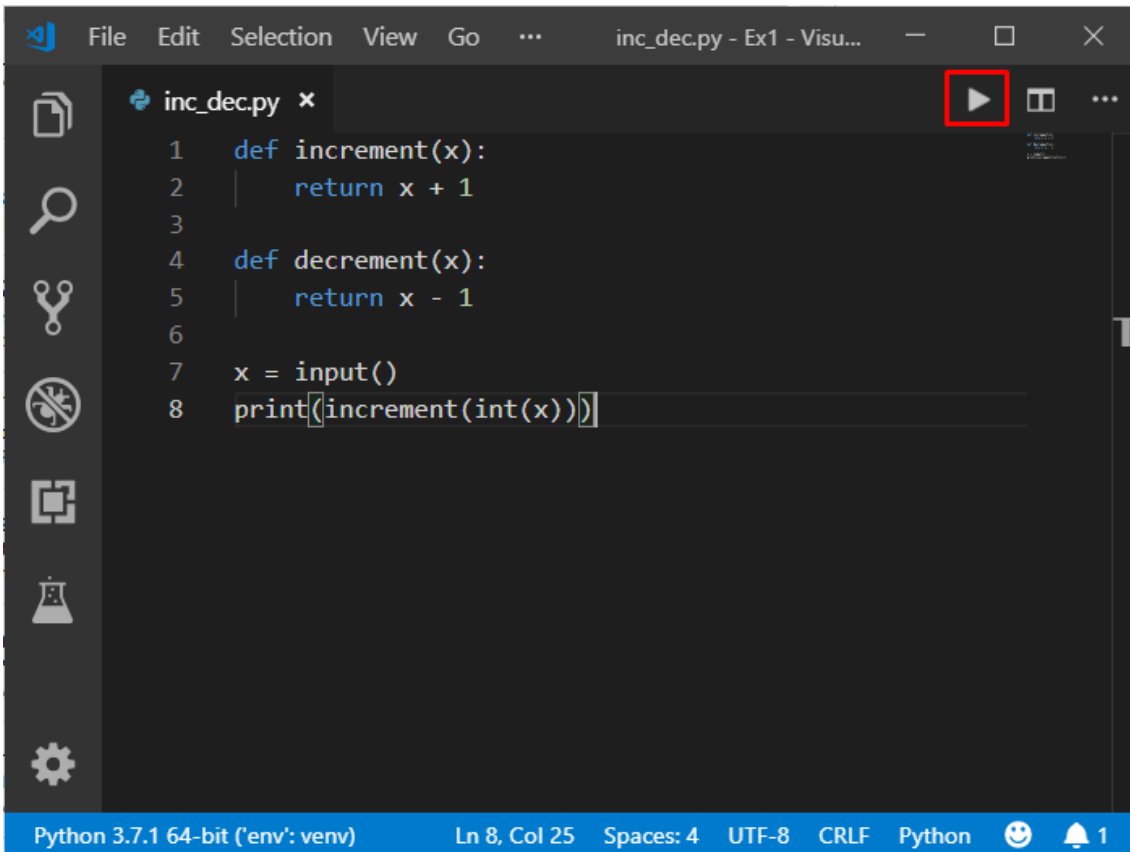 File Edit Selection View Go ··· inc_dec.py - Ex1 - Visu...
inc_dec.py ×
1 def increment(x):
2     return x + 1
3
4 def decrement(x):
5     return x - 1
6
7 x = input()
8 print(increment(int(x)))
Python 3.7.1 64-bit ('env': venv) Ln 8, Col 25 Spaces: 4 UTF-8 CRLF Python 1